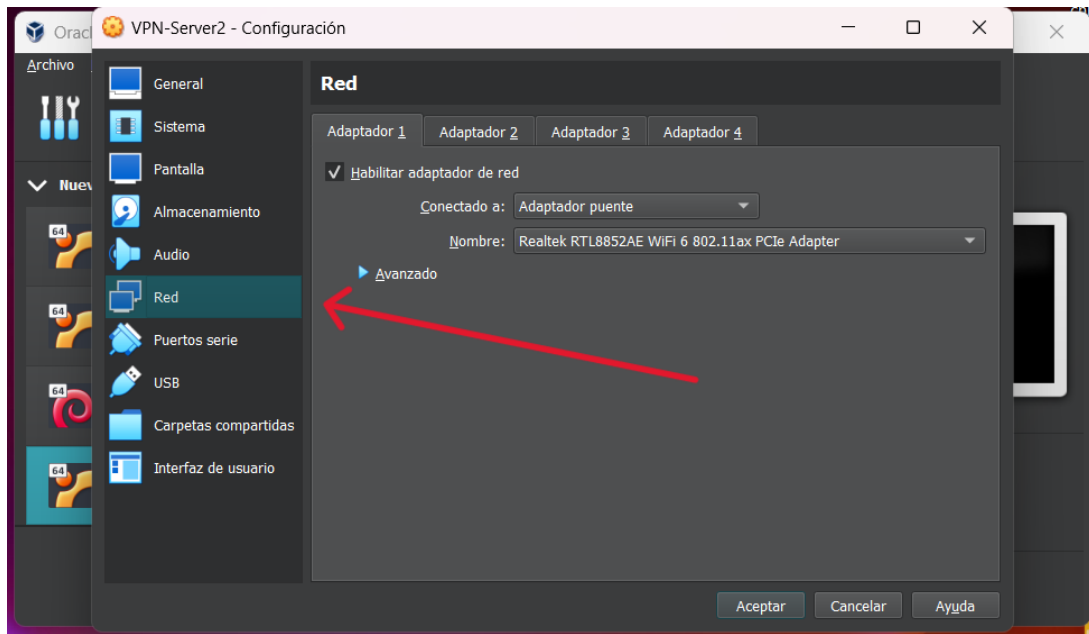 Orac
VPN-Server2 - Configuración
Archivo
Nuev
64
64
64
64
General
Sistema
Pantalla
Almacenamiento
Audio
Red
Puertos serie
USB
Carpetas compartidas
Interfaz de usuario
Red
Adaptador 1 Adaptador 2 Adaptador 3 Adaptador 4
Habilitar adaptador de red
Conectado a: Adaptador puente
Nombre: Realtek RTL8852AE WiFi 6 802.11ax PCIe Adapter
Avanzado
Aceptar Cancelar Ayuda